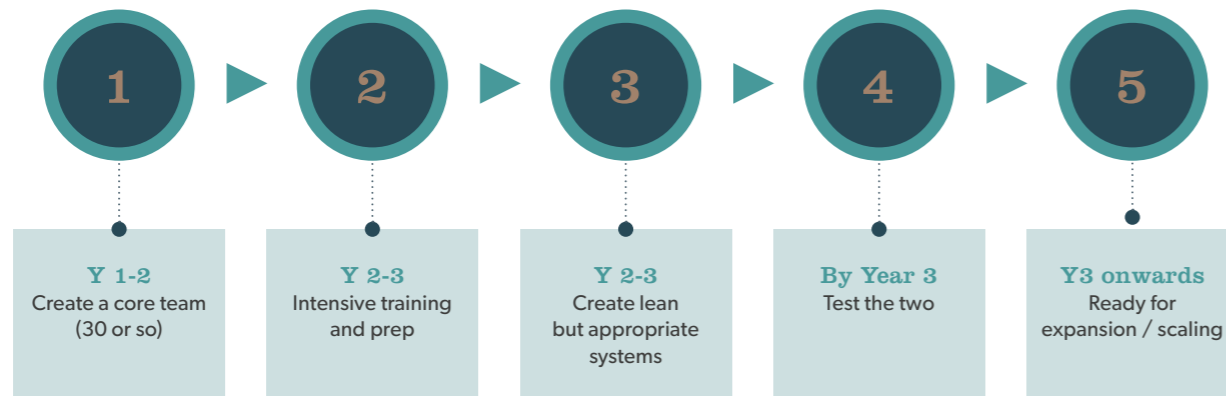 1
2
3
4
5
Y 1-2
Create a core team
(30 or so)
Y 2-3
Intensive training
and prep
Y 2-3
Create lean
but appropriate
systems
By Year 3
Test the two
Y3 onwards
Ready for
expansion / scaling